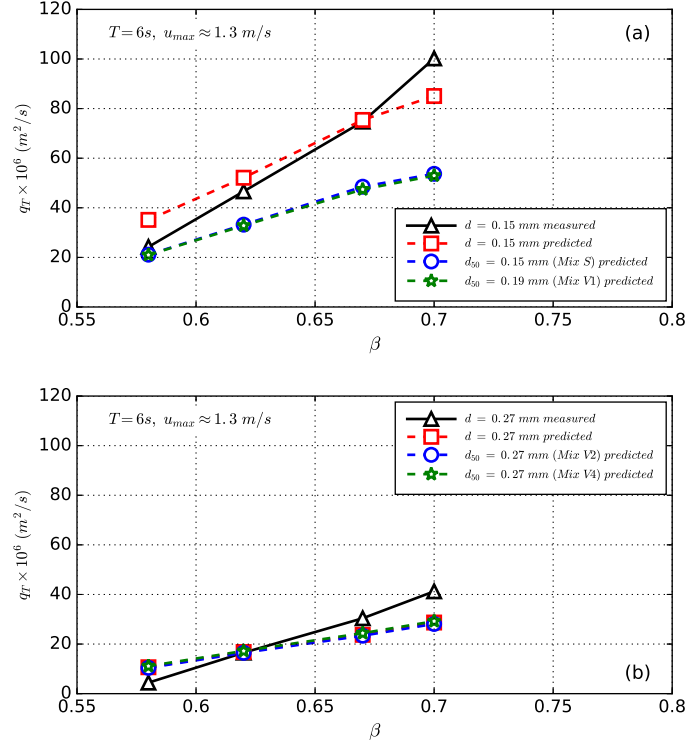 T = 6s, u_max ≈ 1.3 m/s
(a)
120
100
80
60
40
20
0
q_T × 10^6 (m^2/s)
d = 0.15 mm measured
d = 0.15 mm predicted
d_50 = 0.15 mm (Mix S) predicted
d_50 = 0.19 mm (Mix V1) predicted
0.55 0.6 0.65 0.7 0.75 0.8
β
T = 6s, u_max ≈ 1.3 m/s
120
100
80
60
40
20
0
q_T × 10^6 (m^2/s)
d = 0.27 mm measured
d = 0.27 mm predicted
d_50 = 0.27 mm (Mix V2) predicted
d_50 = 0.27 mm (Mix V4) predicted
(b)
0.55 0.6 0.65 0.7 0.75 0.8
β